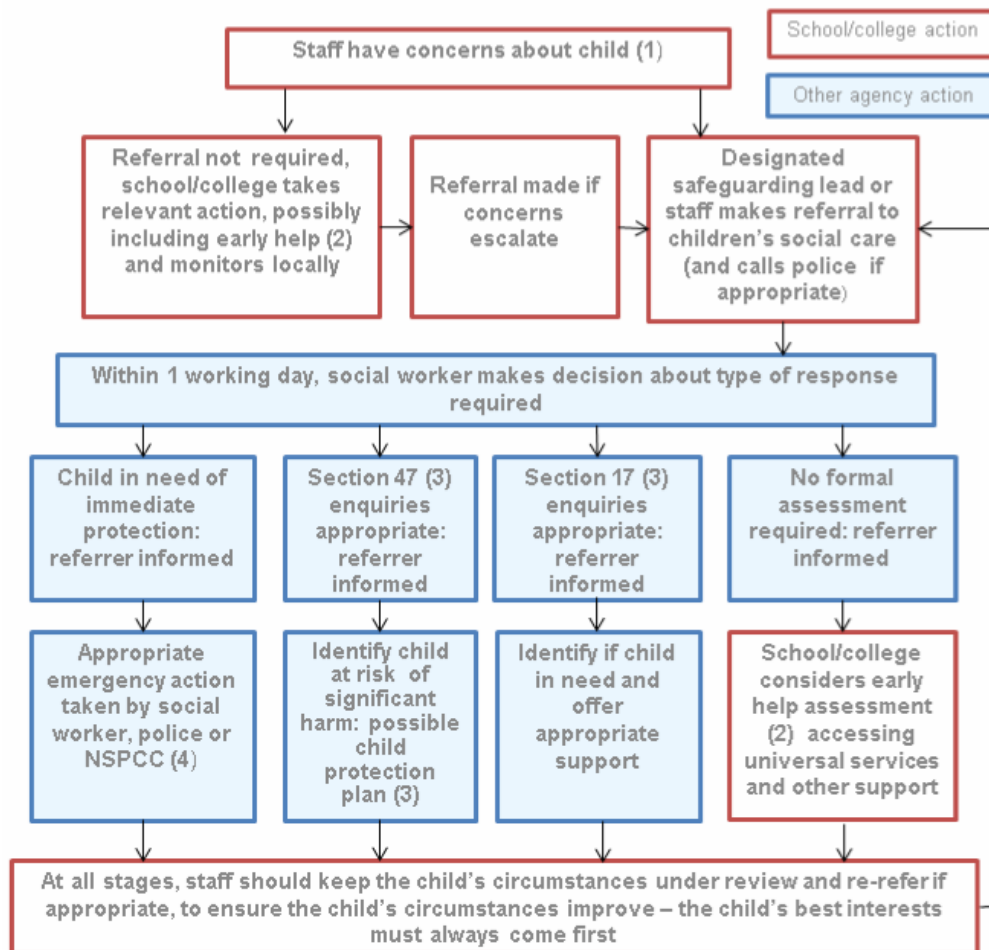 School/college action
Other agency action
Staff have concerns about child (1)
Referral not required,
school/college takes
relevant action, possibly
including early help (2)
and monitors locally
Referral made if
concerns
escalate
Designated
safeguarding lead or
staff makes referral to
children's social care
(and calls police if
appropriate)
Within 1 working day, social worker makes decision about type of response
required
Child in need of
immediate
protection:
referrer informed
Section 47 (3)
enquiries
appropriate:
referrer
informed
Section 17 (3)
enquiries
appropriate:
referrer
informed
No formal
assessment
required: referrer
informed
Appropriate
emergency action
taken by social
worker, police or
NSPCC (4)
Identify child
at risk of
significant
harm: possible
child
protection
plan (3)
Identify if child
in need and
offer
appropriate
support
School/college
considers early
help assessment
(2) accessing
universal services
and other support
At all stages, staff should keep the child's circumstances under review and re-refer if
appropriate, to ensure the child's circumstances improve – the child's best interests
must always come first